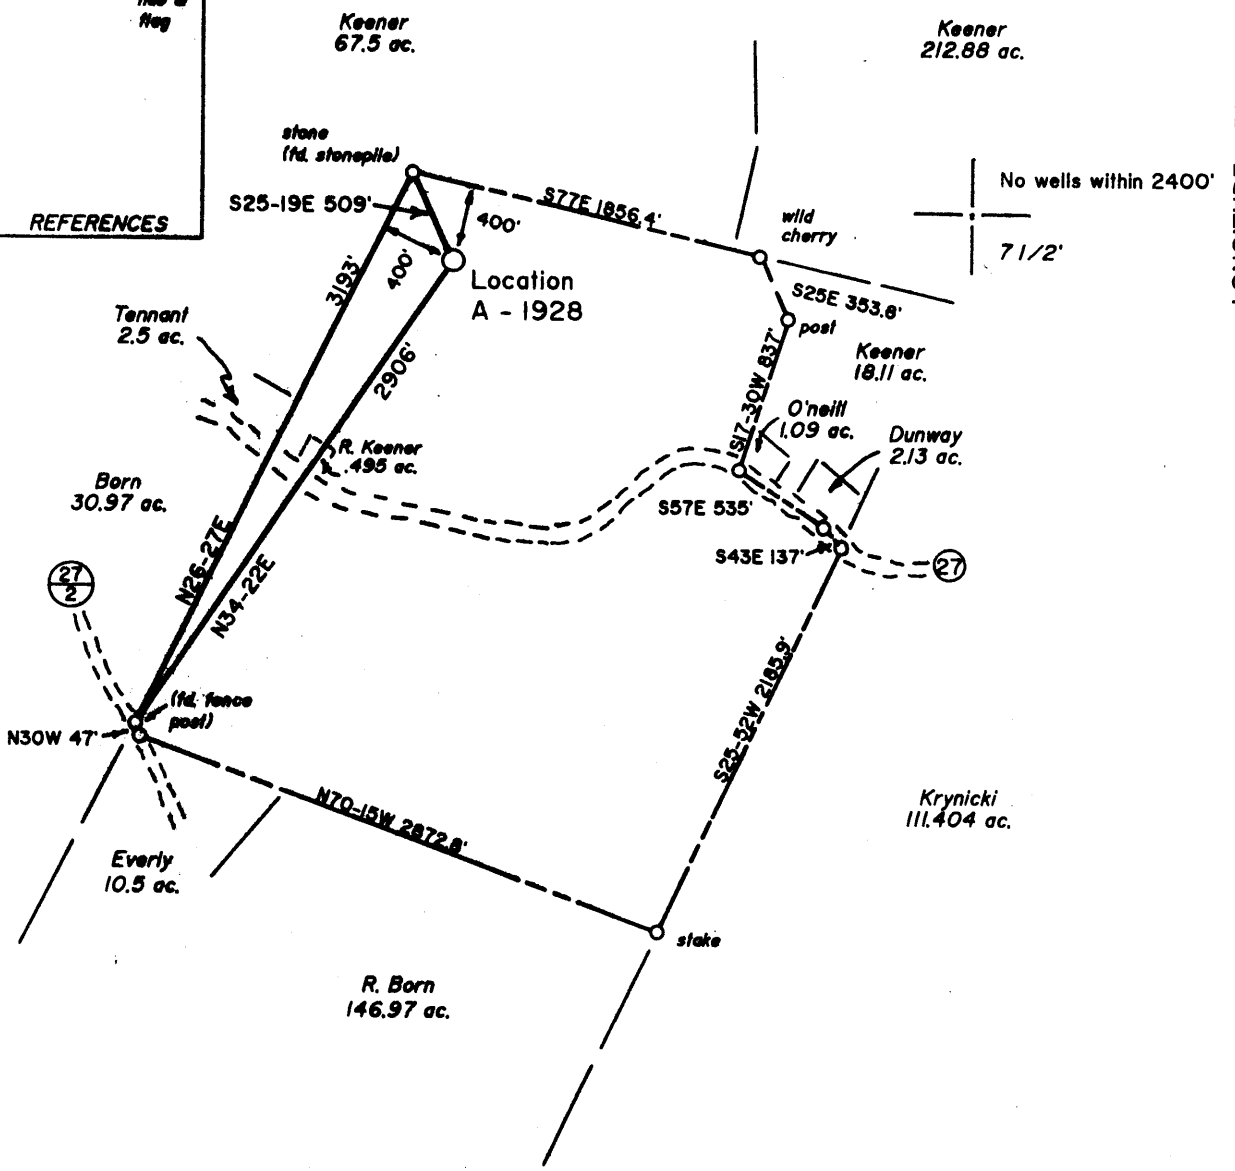 flag
REFERENCES
Keener
67.5 ac.
Keener
212.88 ac.
stone
(fd. stonepile)
S25-19E 509'
S77E 1856.4'
400'
400'
wild
cherry
No wells within 2400'
7 1/2'
Location
A - 1928
3193'
2906'
S25E 353.8'
post
Tennant
2.5 ac.
Keener
18.11 ac.
S17-30W 837'
O'neill
1.09 ac.
Dunway
2.13 ac.
R. Keener
.495 ac.
Born
30.97 ac.
S57E 535'
S43E 137'
27
27
2
N26-27E
N34-22E
(fd. fence
post)
N30W 47'
S25-52W 2185.9'
N70-15W 2872.8'
Krynicki
111.404 ac.
Everly
10.5 ac.
stake
R. Born
146.97 ac.